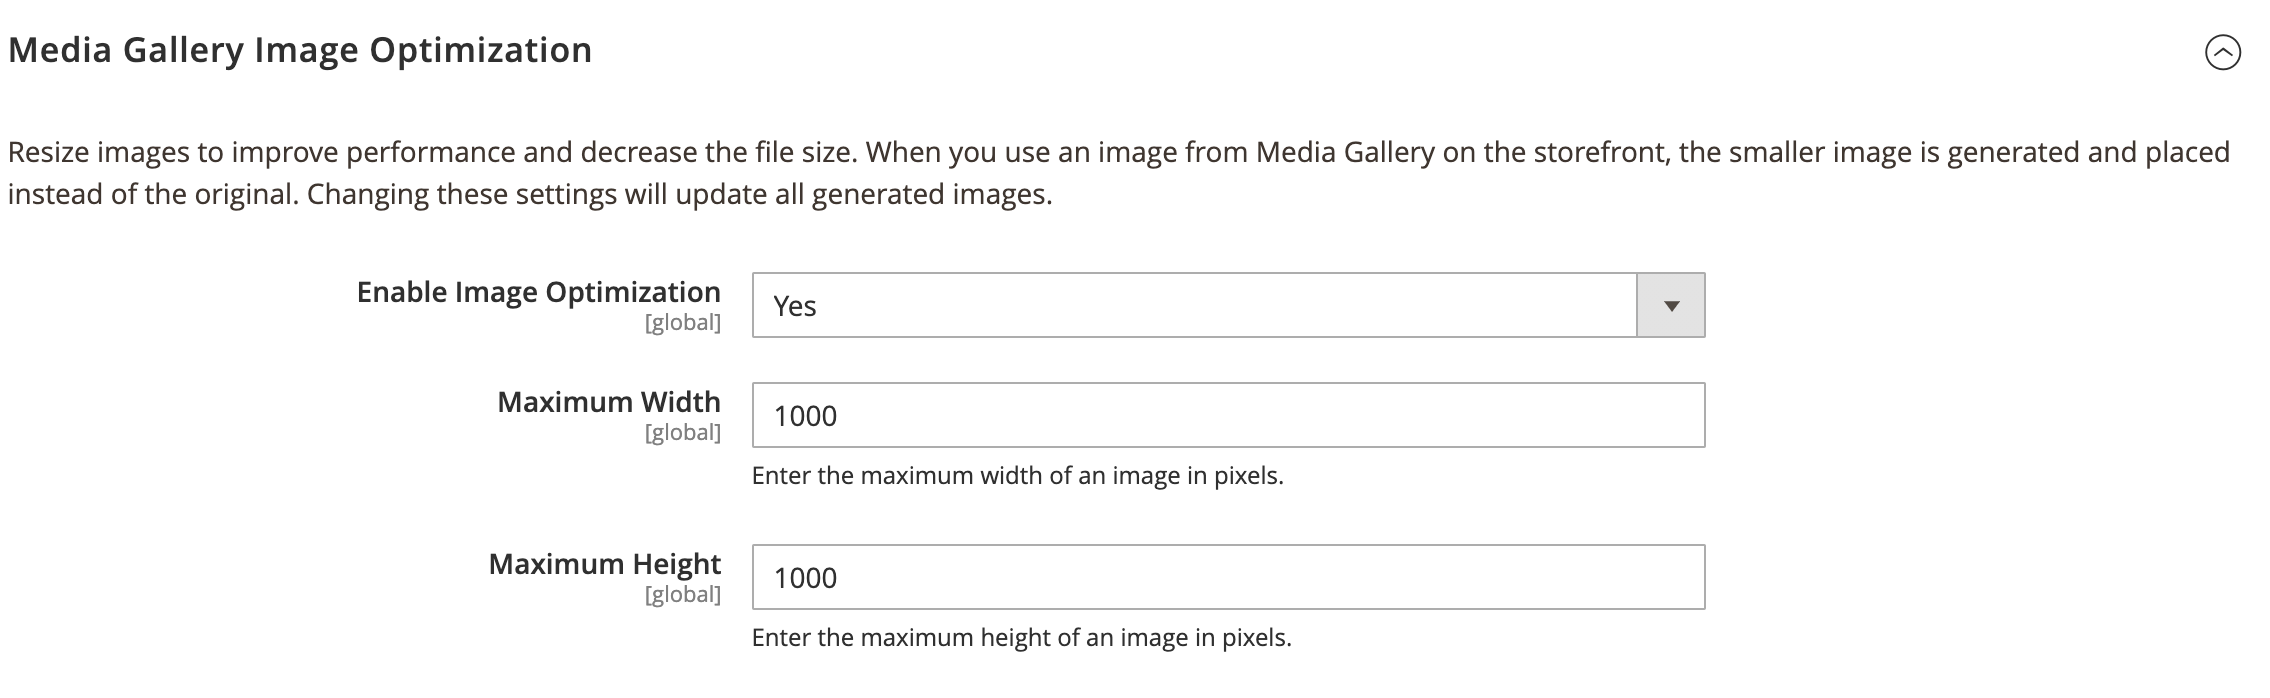 Media Gallery Image Optimization
Resize images to improve performance and decrease the file size. When you use an image from Media Gallery on the storefront, the smaller image is generated and placed
instead of the original. Changing these settings will update all generated images.
Enable Image Optimization
[global]
Yes
Maximum Width
[global]
1000
Enter the maximum width of an image in pixels.
Maximum Height
[global]
1000
Enter the maximum height of an image in pixels.